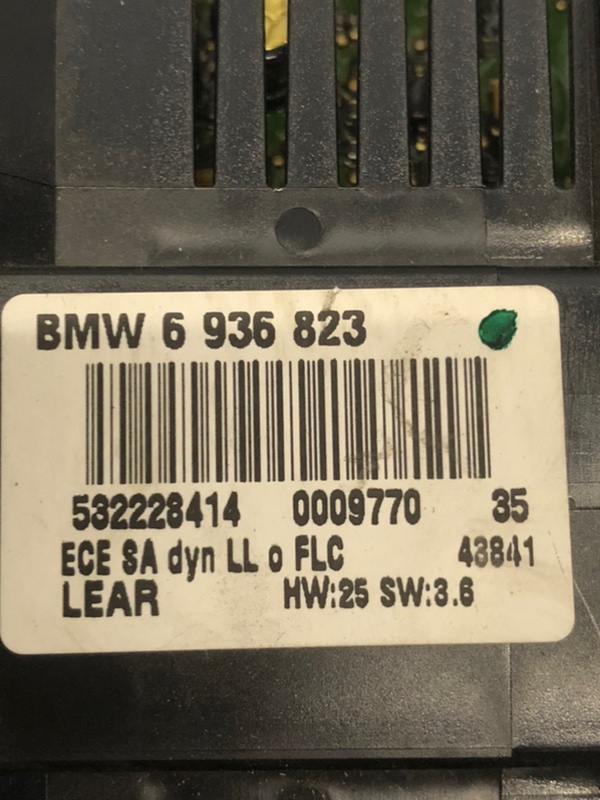 BMW 6 936 823
532228414 0009770 35
ECE SA dyn LL o FLC 43841
LEAR HW:25 SW:3.6